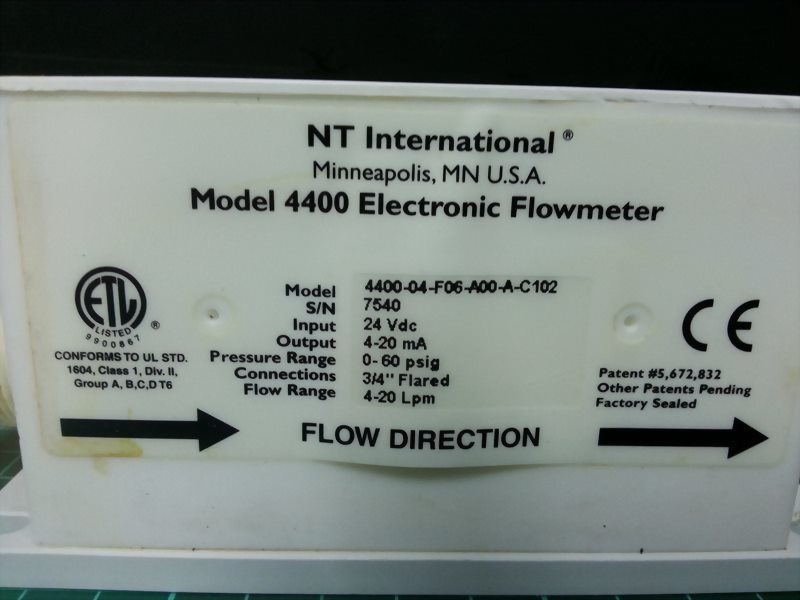 NT International ®
Minneapolis, MN U.S.A.
Model 4400 Electronic Flowmeter
ETL
LISTED
9900867
®
CONFORMS TO UL STD.
1604, Class 1, Div. II,
Group A, B,C,D T6
Model 4400-04-F06-A00-A-C102
S/N 7540
Input 24 Vdc
Output 4-20 mA
Pressure Range 0-60 psig
Connections 3/4" Flared
Flow Range 4-20 Lpm
CE
Patent #5,672,832
Other Patents Pending
Factory Sealed
FLOW DIRECTION